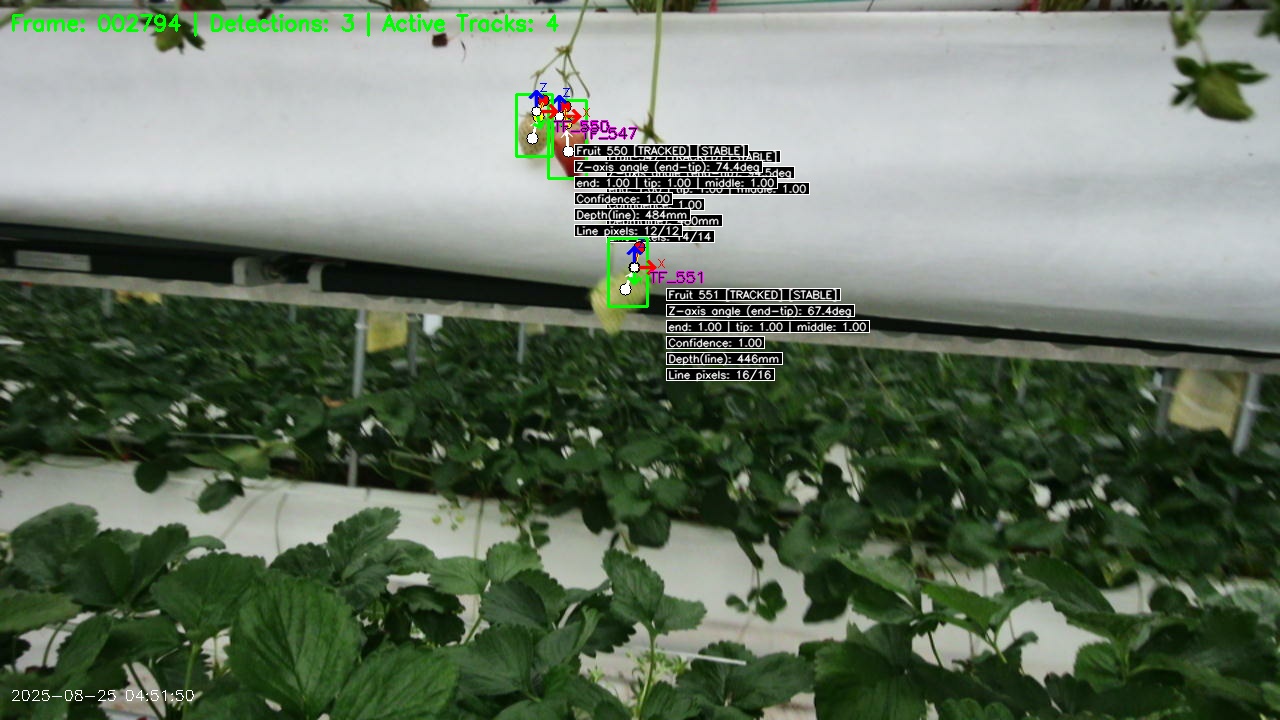 Frame: 002794 | Detections: 3 | Active Tracks: 4
Z
Z
X
TF_550
TF_547
Fruit 550 [TRACKED] [STABLE]
Z-axis angle (end-tip): 74.4deg
end: 1.00 | tip: 1.00 | middle: 1.00
Confidence: 1.00
Depth(line): 484mm
Line pixels: 12/12
14/14
X
TF_551
Fruit 551 [TRACKED] [STABLE]
Z-axis angle (end-tip): 67.4deg
end: 1.00 | tip: 1.00 | middle: 1.00
Confidence: 1.00
Depth(line): 446mm
Line pixels: 16/16
2025-08-25 04:51:50